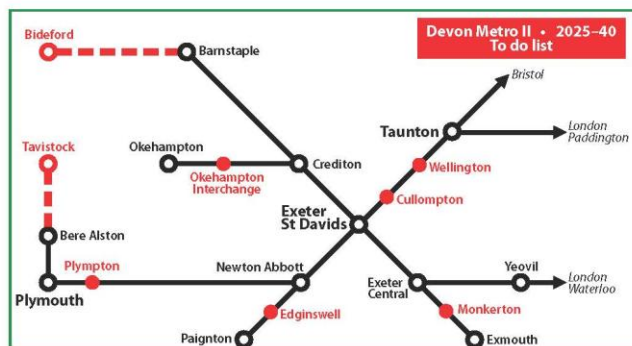 Devon Metro II • 2025–40
To do list
Bideford
Barnstaple
Bristol
Taunton
London
Paddington
Tavistock
Okehampton
Okehampton
Interchange
Crediton
Wellington
Cullompton
Exeter
St Davids
Bere Alston
Plympton
Plymouth
Newton Abbott
Exeter
Central
Yeovil
London
Waterloo
Edginswell
Monkerton
Paignton
Exmouth